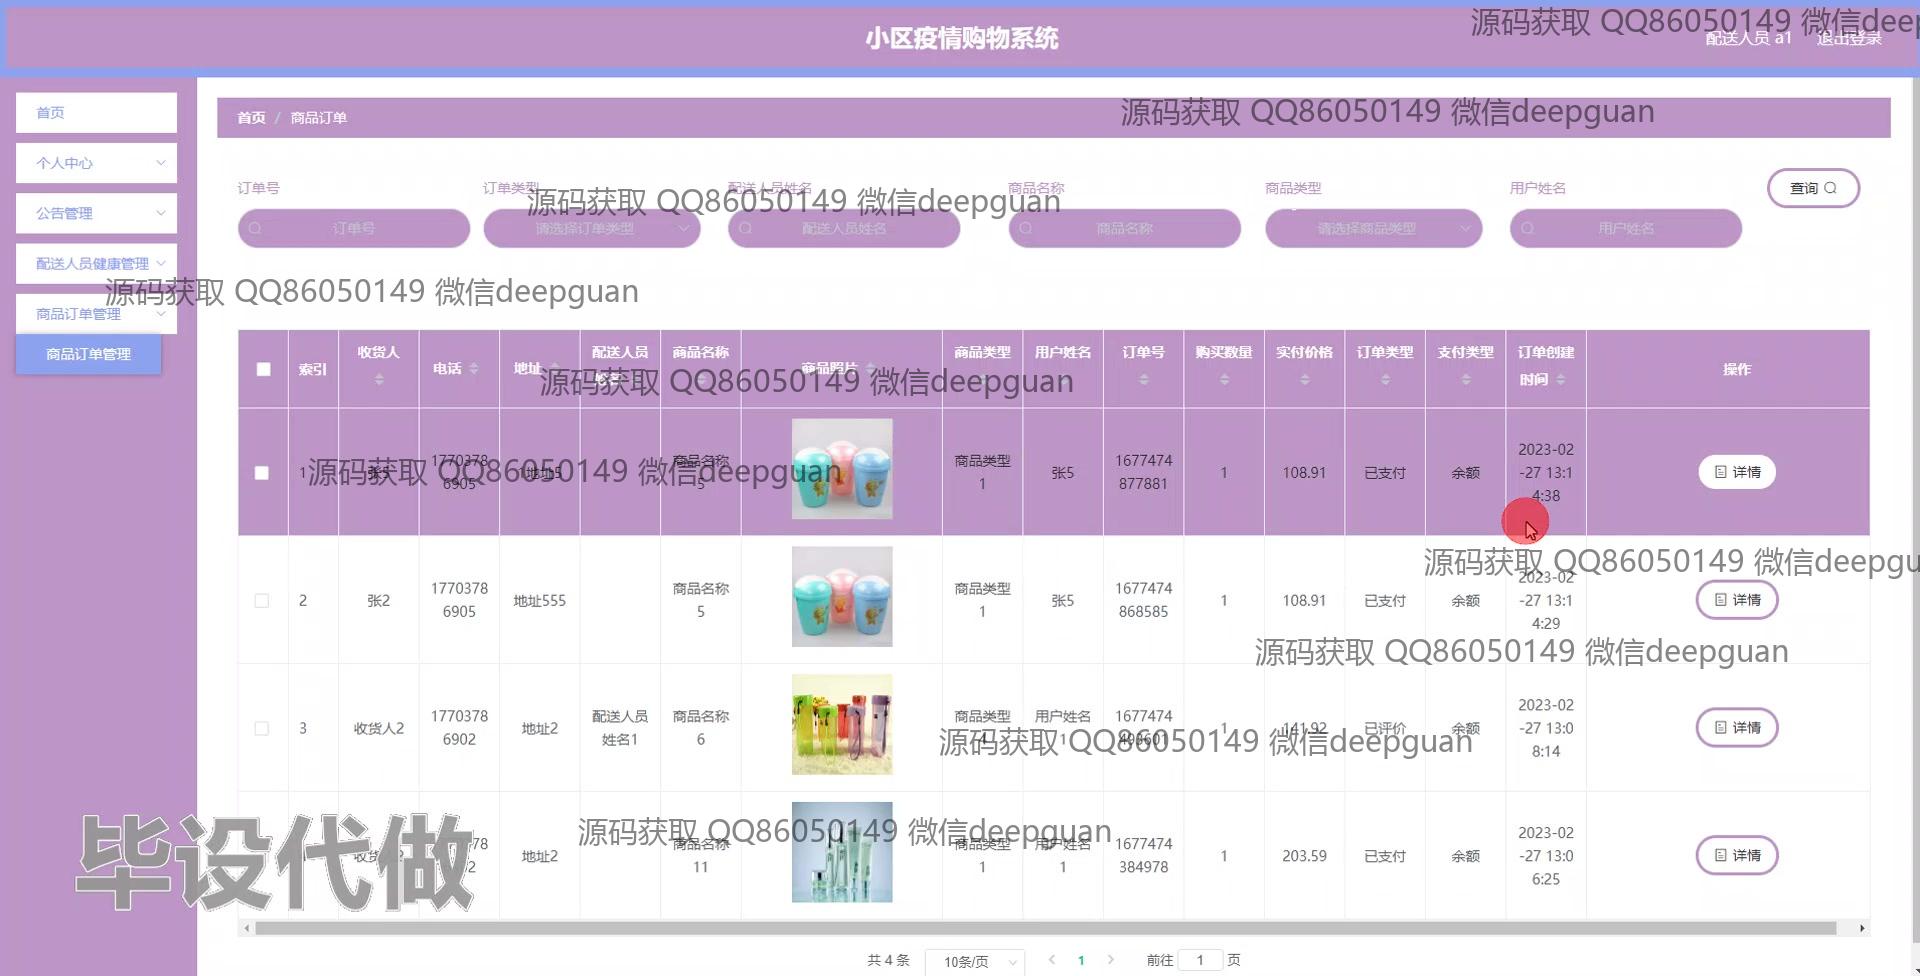 小区疫情购物系统
配送人员 a1
退出登录
源码获取 QQ86050149 微信deep
首页
个人中心
公告管理
配送人员健康管理
商品订单管理
商品订单管理
首页 / 商品订单
源码获取 QQ86050149 微信deepguan
订单号 订单类型 配送人员姓名 商品名称 商品类型 用户姓名
查询
源码获取 QQ86050149 微信deepguan
订单号 请选择订单类型 配送人员姓名 商品名称 请选择商品类型 用户姓名
源码获取 QQ86050149 微信deepguan
索引 收货人 电话 地址 配送人员姓名 商品名称 商品照片 商品类型 用户姓名 订单号 购买数量 实付价格 订单类型 支付类型 订单创建时间 操作
源码获取 QQ86050149 微信deepguan
1 张5 17703786905 地址5 商品名称5 商品类型1 张5 1677474877881 1 108.91 已支付 余额 2023-02-27 13:14:38 详情
源码获取 QQ86050149 微信deepguan
源码获取 QQ86050149 微信deepgu
2 张2 17703786905 地址555 商品名称5 商品类型1 张5 1677474868585 1 108.91 已支付 余额 2023-02-27 13:14:29 详情
源码获取 QQ86050149 微信deepguan
3 收货人2 17703786902 地址2 配送人员姓名1 商品名称6 商品类型 用户姓名1 1677474 1 141.92 已评价 余额 2023-02-27 13:08:14 详情
源码获取 QQ86050149 微信deepguan
地址2 商品名称11 商品类型1 用户姓名1 1677474384978 1 203.59 已支付 余额 2023-02-27 13:06:25 详情
源码获取 QQ86050149 微信deepguan
毕设代做
共 4 条 10条/页 1 前往 1 页